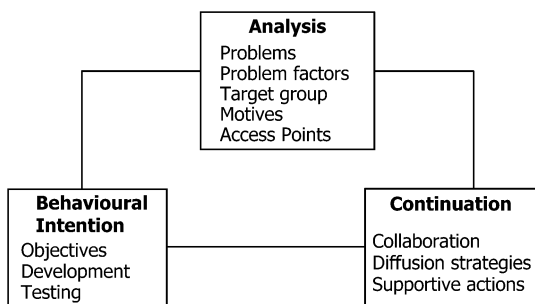 Analysis
Problems
Problem factors
Target group
Motives
Access Points
Behavioural
Intention
Objectives
Development
Testing
Continuation
Collaboration
Diffusion strategies
Supportive actions